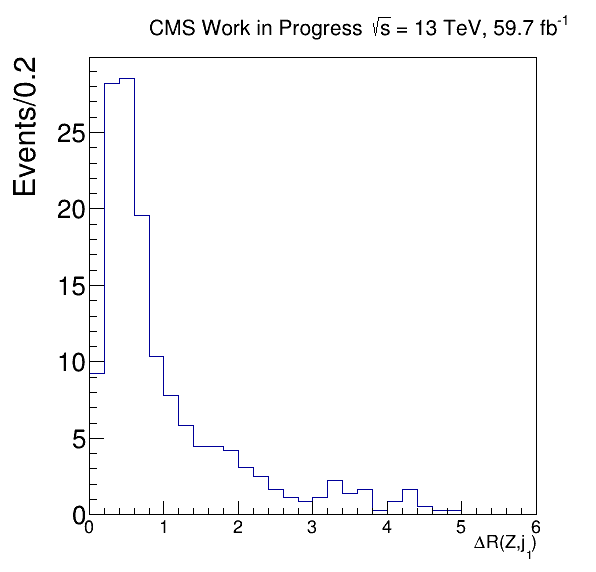 CMS Work in Progress √s = 13 TeV, 59.7 fb⁻¹
Events/0.2
25
20
15
10
5
0
0 1 2 3 4 5 6
ΔR(Z,j₁)